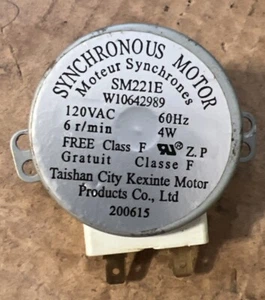 SYNCHRONOUS MOTOR
Moteur Synchrones
SM221E
W10642989
120VAC 60Hz
6 r/min 4W
FREE Class F Z.P
Gratuit Classe F
Taishan City Kexinte Motor
Products Co., Ltd
200615